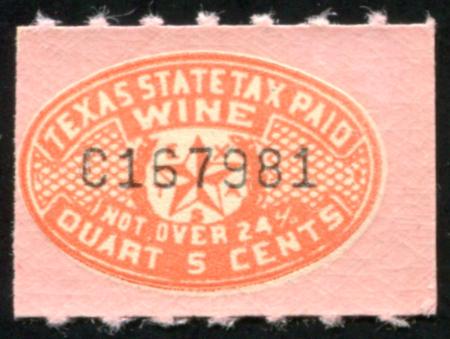 TEXAS STATE TAX PAID
WINE
C167981
NOT OVER 24%
QUART 5 CENTS